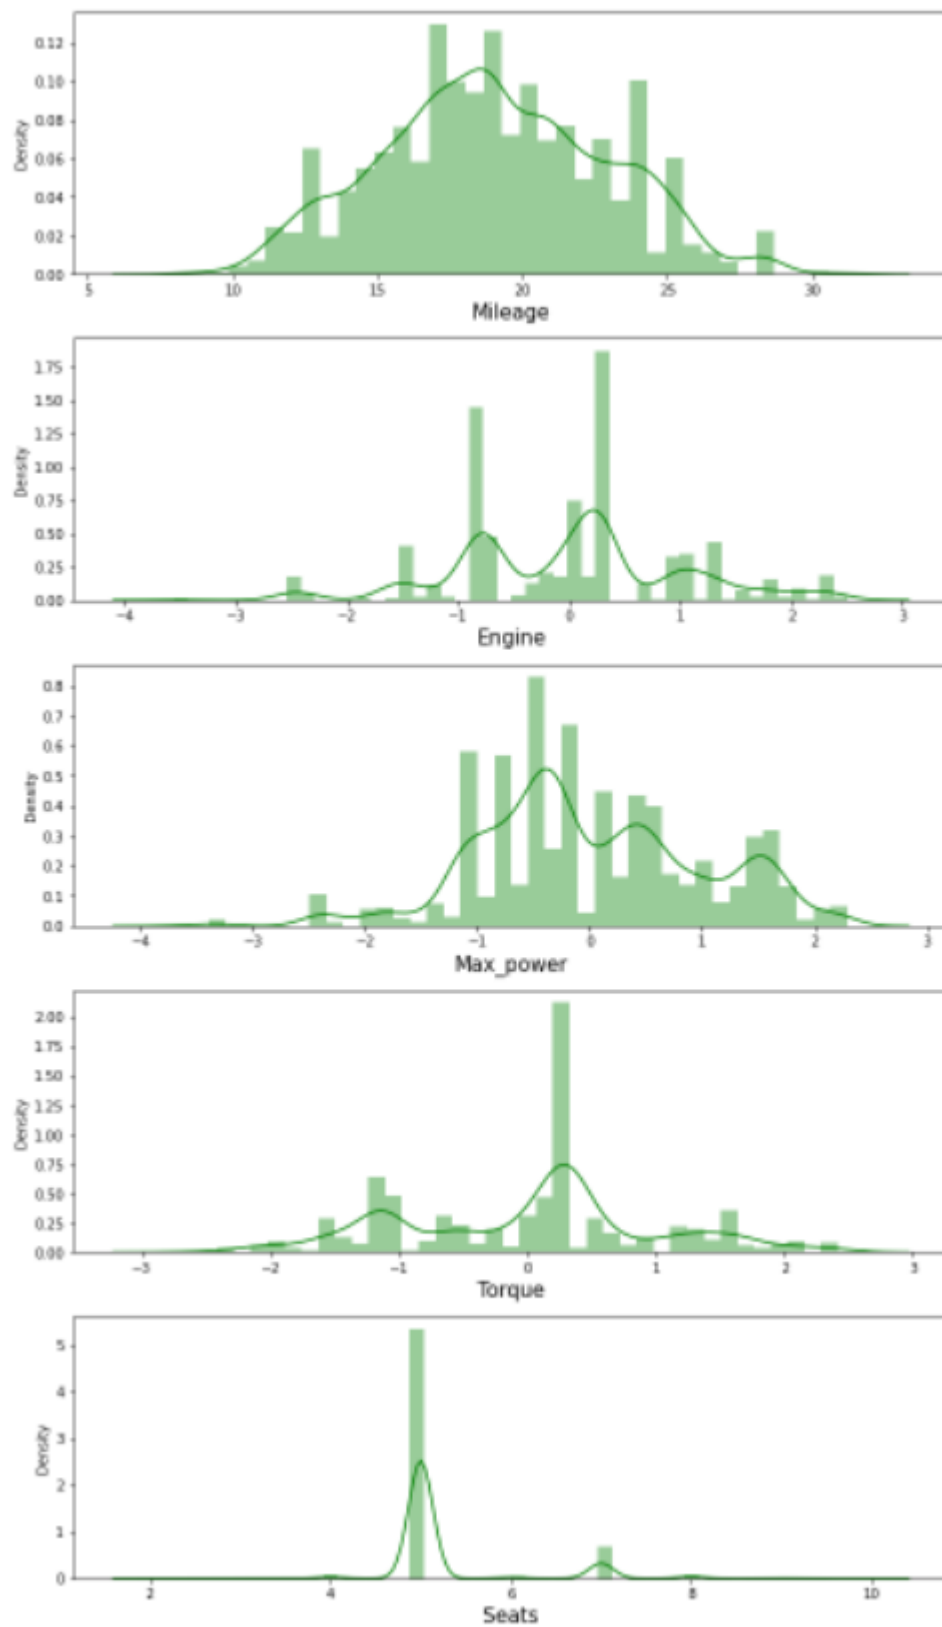 0.12
0.10
0.08
0.06
0.04
0.02
0.00
Density
5 10 15 20 25 30
Mileage
1.75
1.50
1.25
1.00
0.75
0.50
0.25
0.00
Density
−4 −3 −2 −1 0 1 2 3
Engine
0.8
0.7
0.6
0.5
0.4
0.3
0.2
0.1
0.0
Density
−4 −3 −2 −1 0 1 2 3
Max_power
2.00
1.75
1.50
1.25
1.00
0.75
0.50
0.25
0.00
Density
−3 −2 −1 0 1 2 3
Torque
5
4
3
2
1
0
Density
2 4 6 8 10
Seats